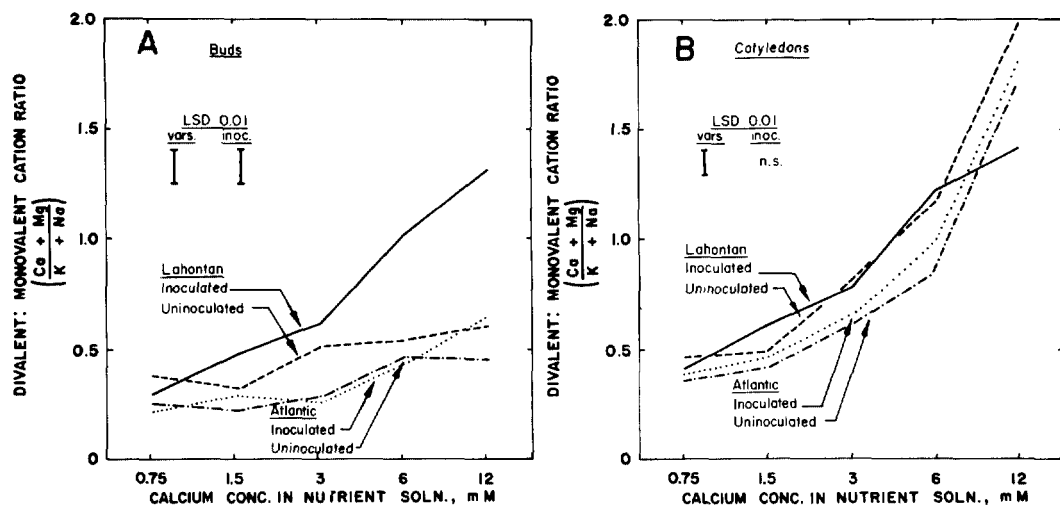 A
Buds
DIVALENT: MONOVALENT CATION RATIO
(Ca + Mg / K + Na)
2.0
1.5
1.0
0.5
0
LSD 0.01
vars. inoc.
Lahontan
Inoculated
Uninoculated
Atlantic
Inoculated
Uninoculated
0.75 1.5 3 6 12
CALCIUM CONC. IN NUTRIENT SOLN., mM
B
Cotyledons
DIVALENT: MONOVALENT CATION RATIO
(Ca + Mg / K + Na)
2.0
1.5
1.0
0.5
0
LSD 0.01
vars inoc.
n.s.
Lahontan
Inoculated
Uninoculated
Atlantic
Inoculated
Uninoculated
0.75 1.5 3 6 12
CALCIUM CONC. IN NUTRIENT SOLN., mM